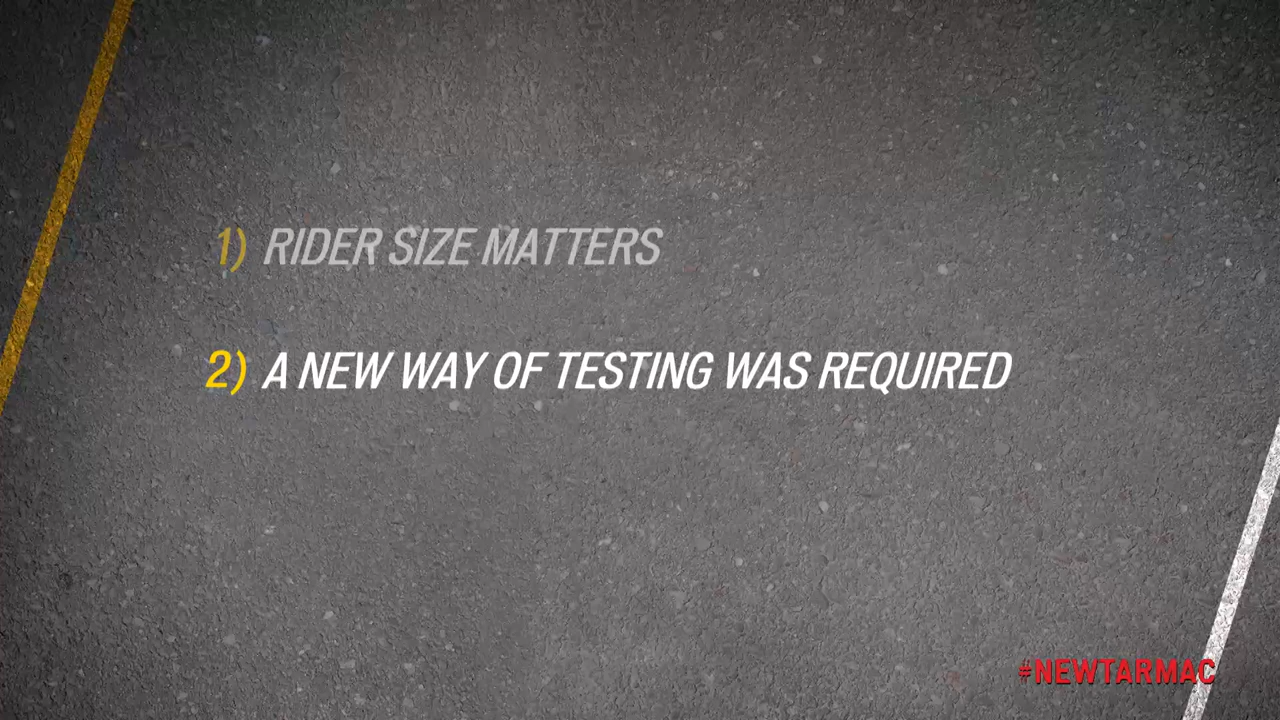 1) RIDER SIZE MATTERS
2) A NEW WAY OF TESTING WAS REQUIRED
#NEWTARMAC